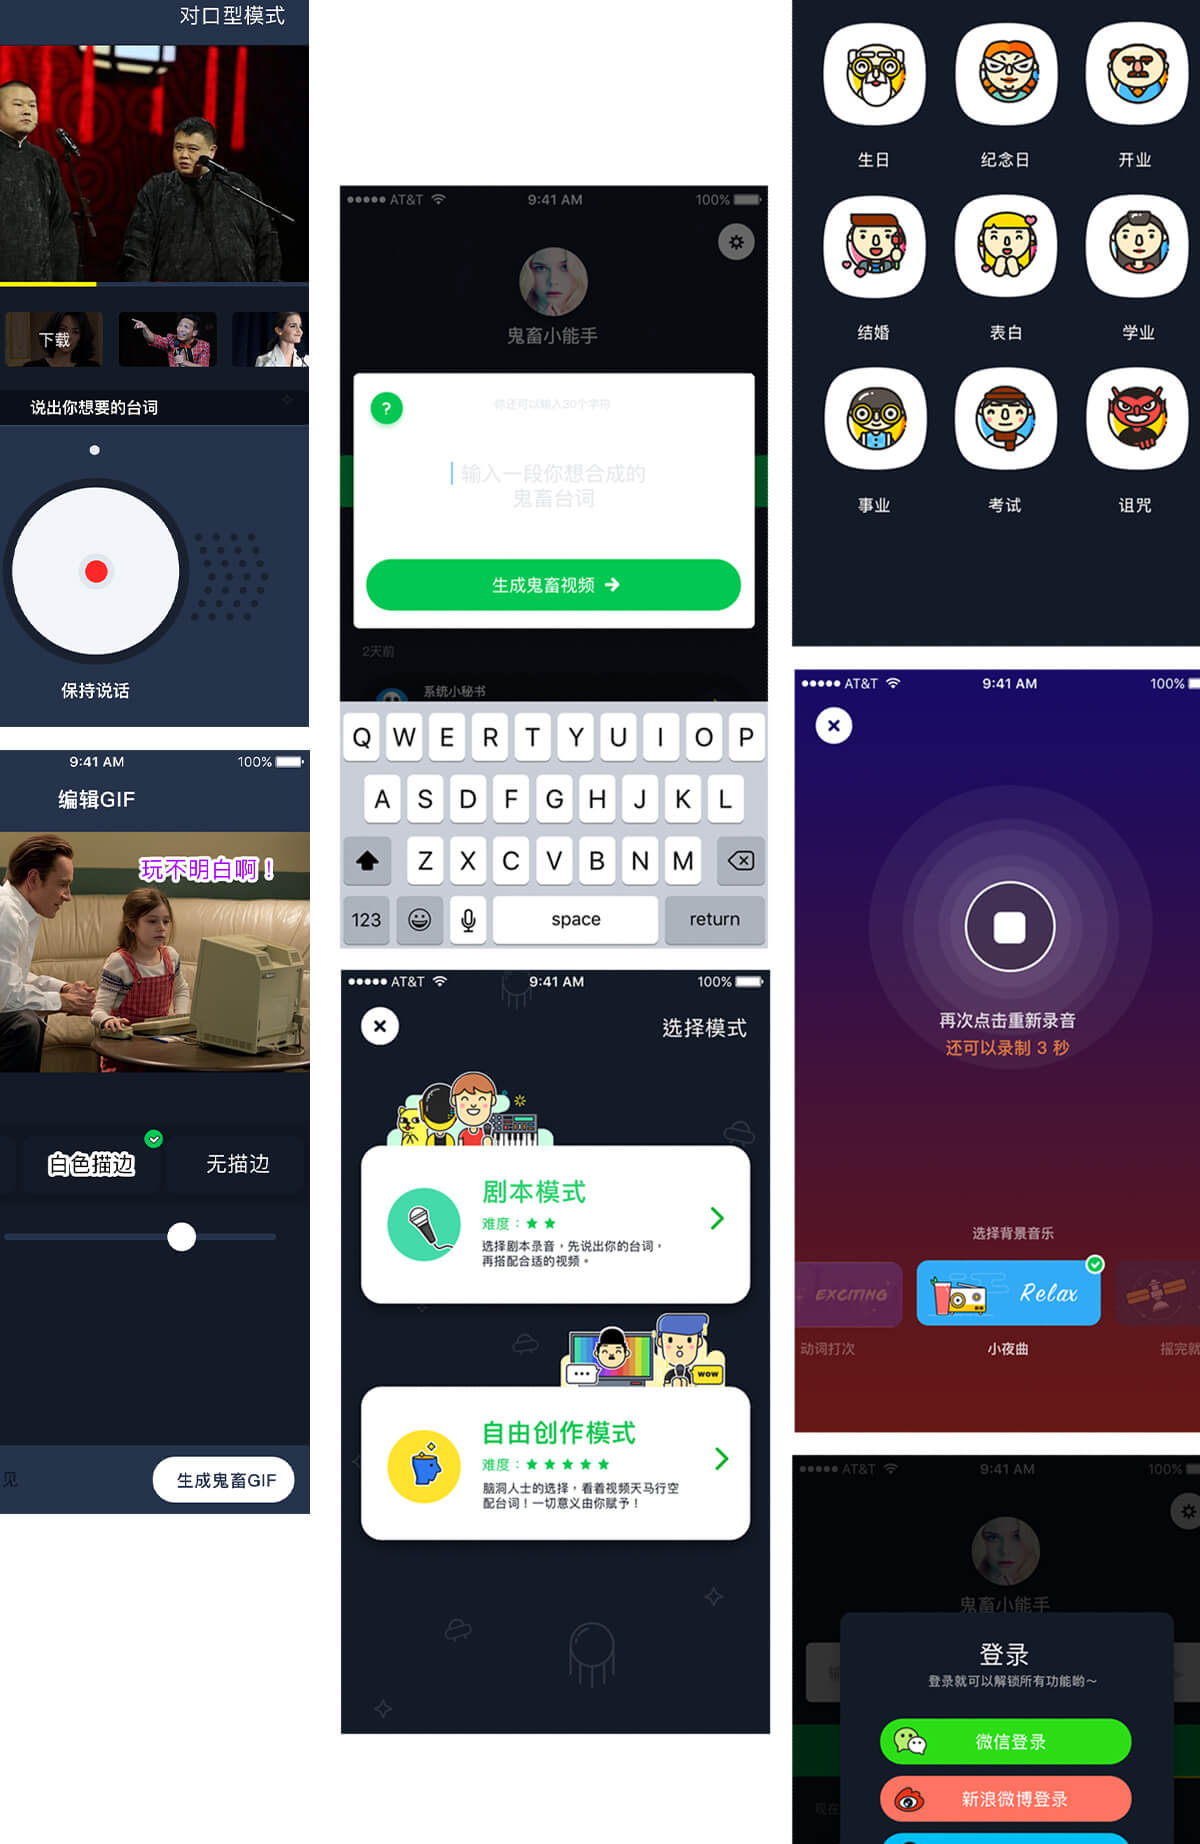 对口型模式
下载
说出你想要的台词
保持说话
9:41 AM
100%
编辑GIF
玩不明白啊！
白色描边
无描边
见
生成鬼畜GIF
AT&T
9:41 AM
100%
鬼畜小能手
?
你还可以输入30个字符
输入一段你想合成的
鬼畜台词
生成鬼畜视频
2天前
系统小秘书
Q W E R T Y U I O P
A S D F G H J K L
Z X C V B N M
123
space
return
AT&T
9:41 AM
100%
选择模式
剧本模式
难度：
选择剧本录音，先说出你的台词，
再搭配合适的视频。
WOW
自由创作模式
难度：
脑洞人士的选择，看着视频天马行空
配台词！一切意义由你赋予！
生日
纪念日
开业
结婚
表白
学业
事业
考试
诅咒
AT&T
9:41 AM
100%
再次点击重新录音
还可以录制 3 秒
选择背景音乐
EXCITING
Relax
动词打次
小夜曲
摇完就
AT&T
9:41 AM
100%
鬼畜小能手
登录
登录就可以解锁所有功能哟～
微信登录
新浪微博登录
现在